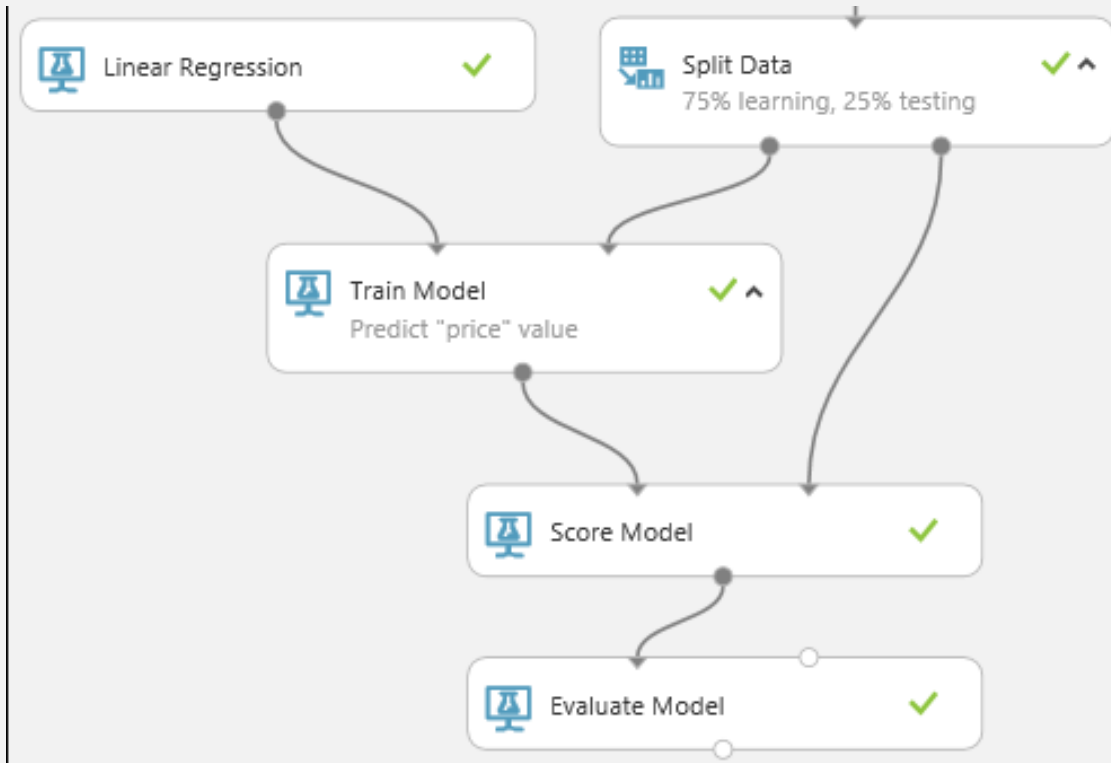 Linear Regression
Split Data
75% learning, 25% testing
Train Model
Predict "price" value
Score Model
Evaluate Model